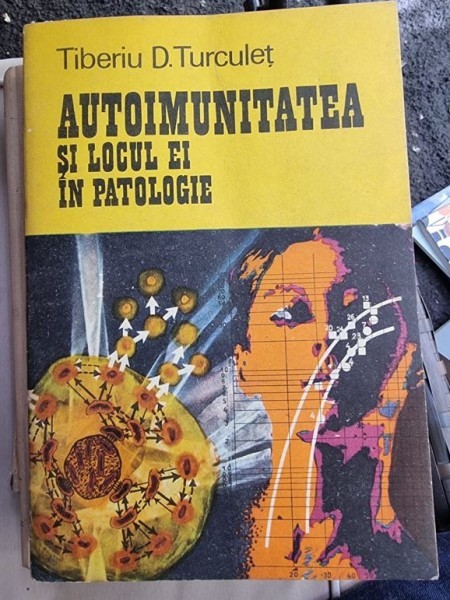 Tiberiu D. Turculeț
AUTOIMUNITATEA
ȘI LOCUL EI
ÎN PATOLOGIE